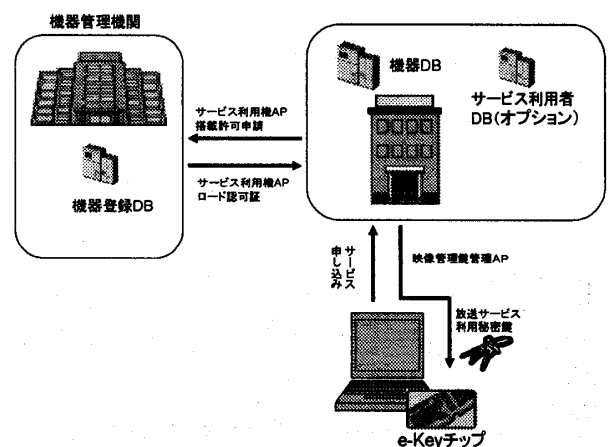 機器管理機関
機器登録DB
サービス利用権AP
搭載許可申請
サービス利用権AP
ロード認可証
機器DB
サービス利用者
DB(オプション)
サービス
申し込み
映像管理鍵管理AP
放送サービス
利用秘密鍵
e-Keyチップ